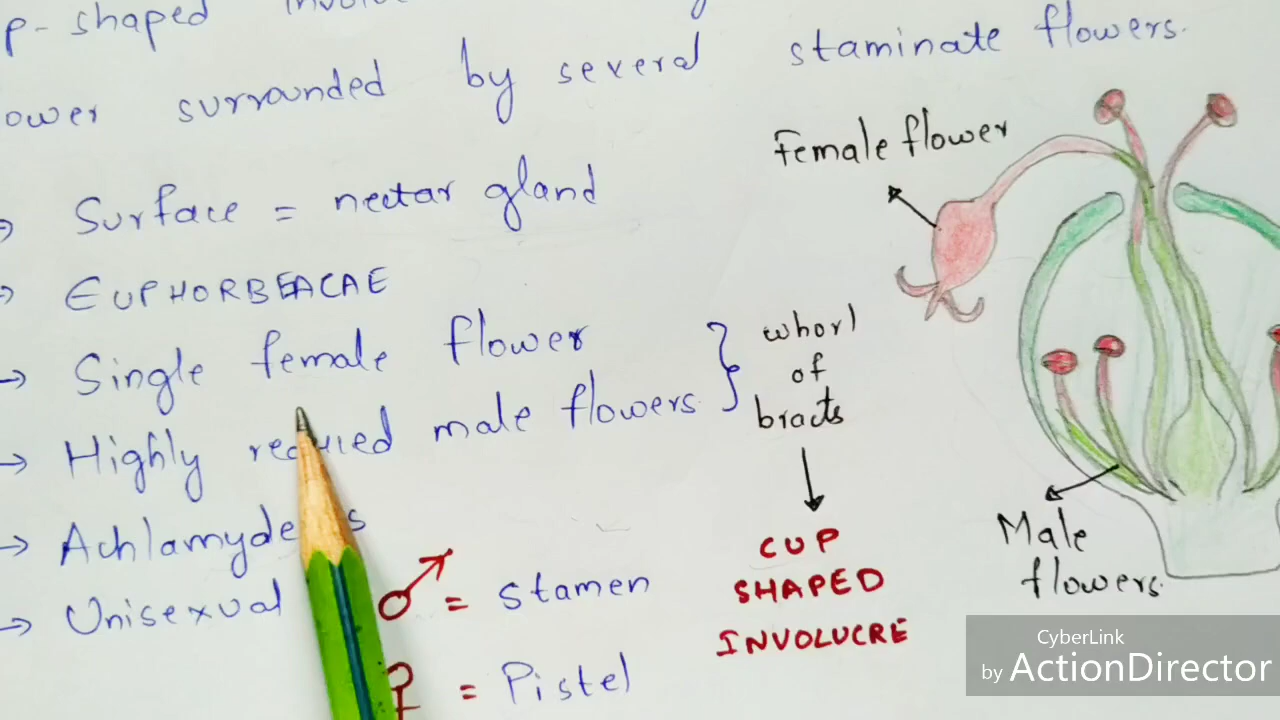 p-shaped
ower surrounded by several staminate flowers.
Surface = nectar gland
EUPHORBEACAE
Single female flower
Highly male flowers
Unisexual
whorl
of
bracts
CUP
SHAPED
INVOLUCRE
♂ = stamen
♀ = Pistel
Female flower
Male
flowers.
CyberLink
by ActionDirector